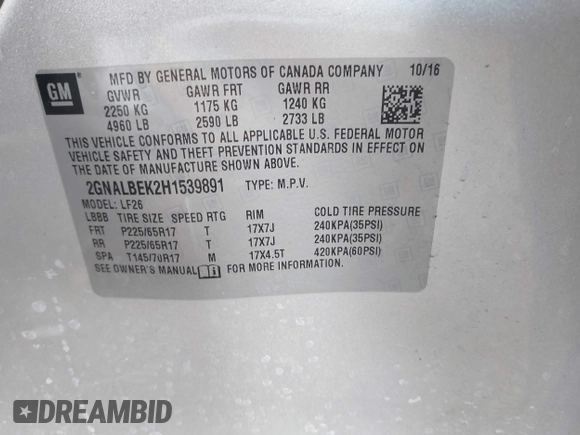 GM
MFD BY GENERAL MOTORS OF CANADA COMPANY 10/16
GVWR GAWR FRT GAWR RR
2250 KG 1175 KG 1240 KG
4960 LB 2590 LB 2733 LB
THIS VEHICLE CONFORMS TO ALL APPLICABLE U.S. FEDERAL MOTOR
VEHICLE SAFETY AND THEFT PREVENTION STANDARDS IN EFFECT ON
THE DATE OF MANUFACTURE SHOWN ABOVE.
2GNALBEK2H1539891 TYPE: M.P.V.
MODEL: LF26
LBBB TIRE SIZE SPEED RTG RIM COLD TIRE PRESSURE
FRT P225/65R17 T 17X7J 240KPA(35PSI)
RR P225/65R17 T 17X7J 240KPA(35PSI)
SPA T145/70R17 M 17X4.5T 420KPA(60PSI)
SEE OWNER'S MANUAL FOR MORE INFORMATION.
DREAMBID